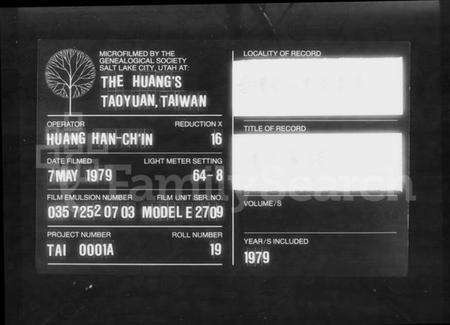 MICROFILMED BY THE
GENEALOGICAL SOCIETY
SALT LAKE CITY, UTAH AT:
THE HUANG'S
TAOYUAN, TAIWAN
OPERATOR REDUCTION X
HUANG HAN-CH'IN 16
DATE FILMED LIGHT METER SETTING
7 MAY 1979 64-8
FILM EMULSION NUMBER FILM UNIT SER. NO.
035 7252 07 03 MODEL E 2709
PROJECT NUMBER ROLL NUMBER
TAI 0001A 19
LOCALITY OF RECORD
TITLE OF RECORD
VOLUME/S
YEAR/S INCLUDED
1979
FamilySearch